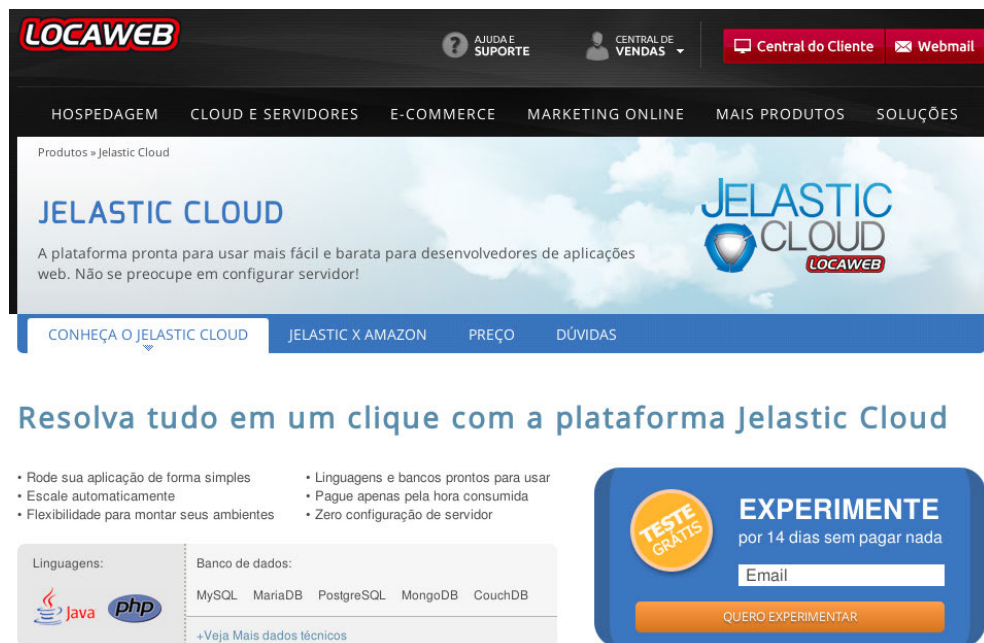 LOCAWEB
AJUDA E
SUPORTE
CENTRAL DE
VENDAS
Central do Cliente
Webmail
HOSPEDAGEM
CLOUD E SERVIDORES
E-COMMERCE
MARKETING ONLINE
MAIS PRODUTOS
SOLUÇÕES
Produtos » Jelastic Cloud
JELASTIC CLOUD
A plataforma pronta para usar mais fácil e barata para desenvolvedores de aplicações
web. Não se preocupe em configurar servidor!
JELASTIC
CLOUD
LOCAWEB
CONHEÇA O JELASTIC CLOUD
JELASTIC X AMAZON
PREÇO
DÚVIDAS
Resolva tudo em um clique com a plataforma Jelastic Cloud
• Rode sua aplicação de forma simples
• Escale automaticamente
• Flexibilidade para montar seus ambientes
• Linguagens e bancos prontos para usar
• Pague apenas pela hora consumida
• Zero configuração de servidor
Linguagens:
Java
php
Banco de dados:
MySQL MariaDB PostgreSQL MongoDB CouchDB
+Veja Mais dados técnicos
TESTE
GRÁTIS
EXPERIMENTE
por 14 dias sem pagar nada
Email
QUERO EXPERIMENTAR